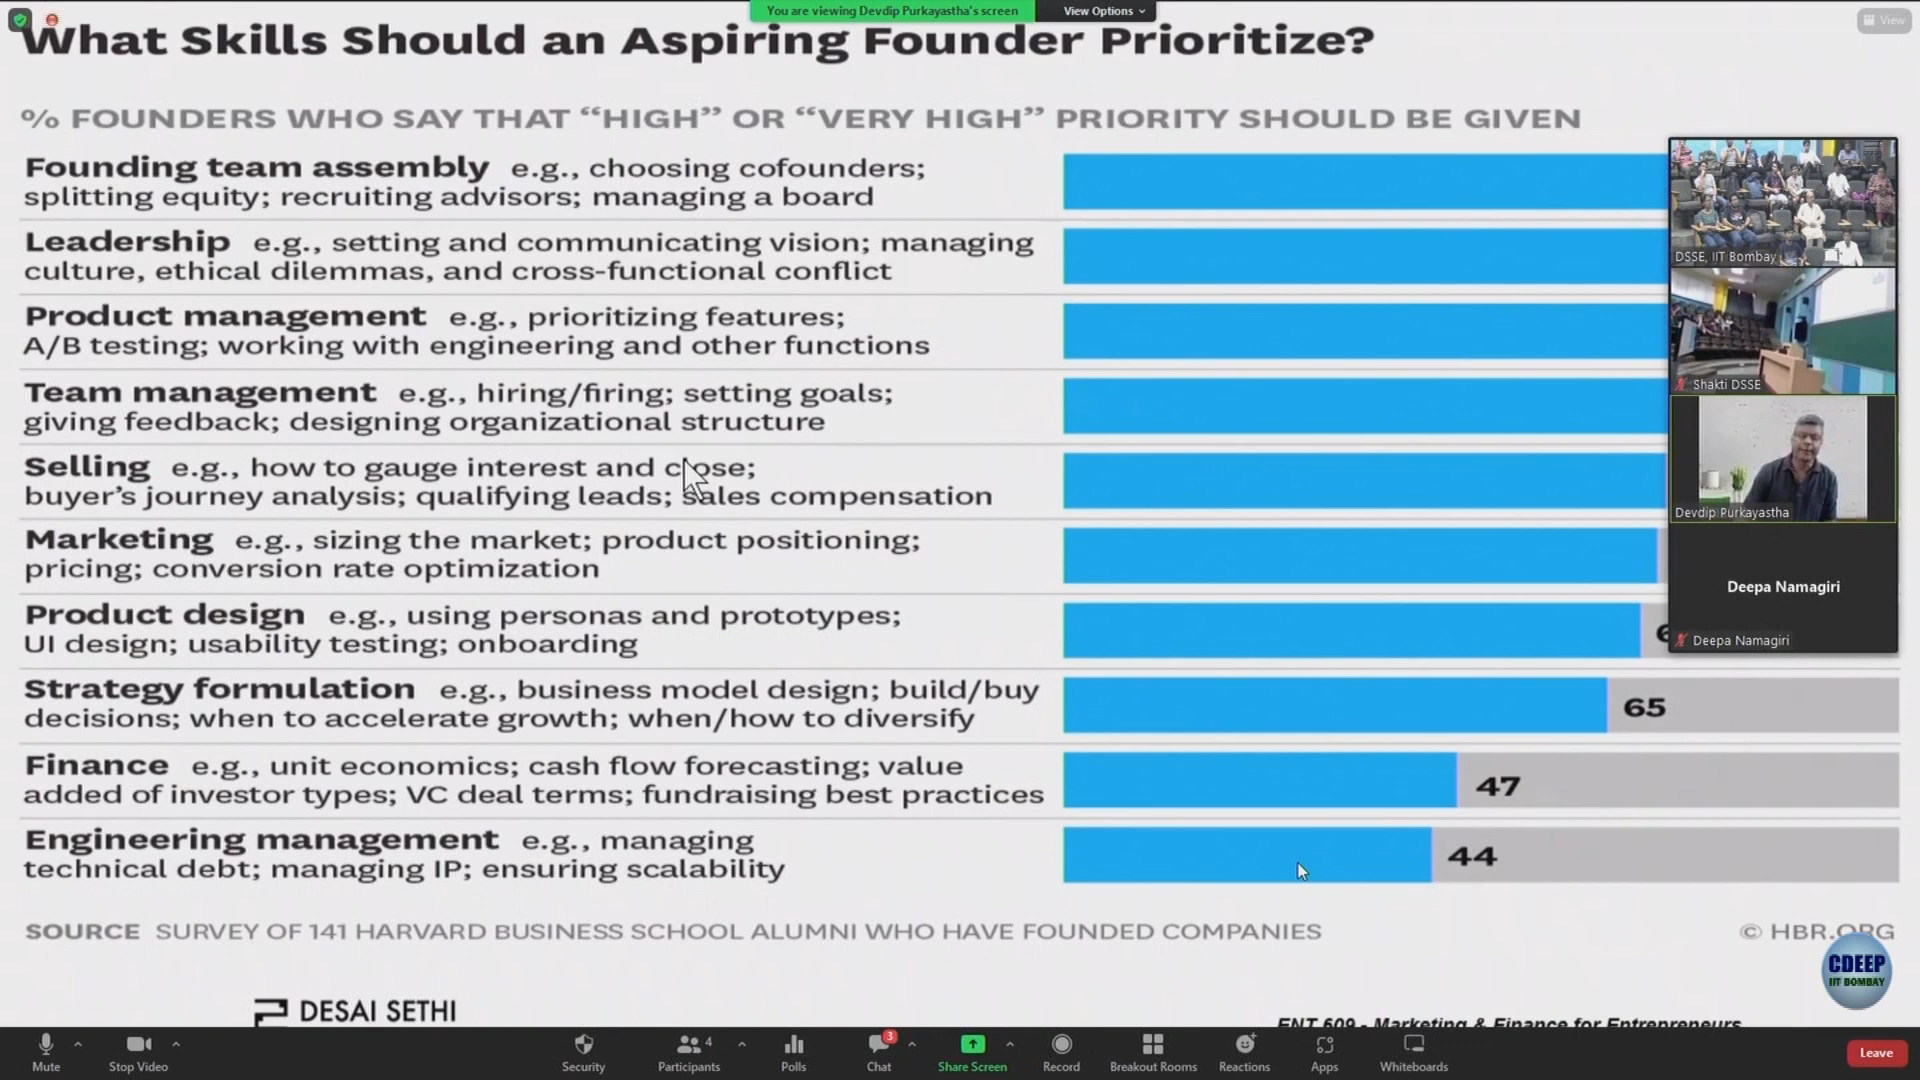 You are viewing Devdip Purkayastha's screen
View Options
View
What Skills Should an Aspiring Founder Prioritize?
% FOUNDERS WHO SAY THAT “HIGH” OR “VERY HIGH” PRIORITY SHOULD BE GIVEN
Founding team assembly e.g., choosing cofounders;
splitting equity; recruiting advisors; managing a board
Leadership e.g., setting and communicating vision; managing
culture, ethical dilemmas, and cross-functional conflict
Product management e.g., prioritizing features;
A/B testing; working with engineering and other functions
Team management e.g., hiring/firing; setting goals;
giving feedback; designing organizational structure
Selling e.g., how to gauge interest and close;
buyer’s journey analysis; qualifying leads; sales compensation
Marketing e.g., sizing the market; product positioning;
pricing; conversion rate optimization
Product design e.g., using personas and prototypes;
UI design; usability testing; onboarding
Strategy formulation e.g., business model design; build/buy
decisions; when to accelerate growth; when/how to diversify
65
Finance e.g., unit economics; cash flow forecasting; value
added of investor types; VC deal terms; fundraising best practices
47
Engineering management e.g., managing
technical debt; managing IP; ensuring scalability
44
DSSE, IIT Bombay
Shakti DSSE
Devdip Purkayastha
Deepa Namagiri
Deepa Namagiri
SOURCE SURVEY OF 141 HARVARD BUSINESS SCHOOL ALUMNI WHO HAVE FOUNDED COMPANIES
© HBR.ORG
CDEEP
IIT BOMBAY
DESAI SETHI
ENT 609 - Marketing & Finance for Entrepreneurs
Mute
Stop Video
Security
Participants 4
Polls
Chat 3
Share Screen
Record
Breakout Rooms
Reactions
Apps
Whiteboards
Leave